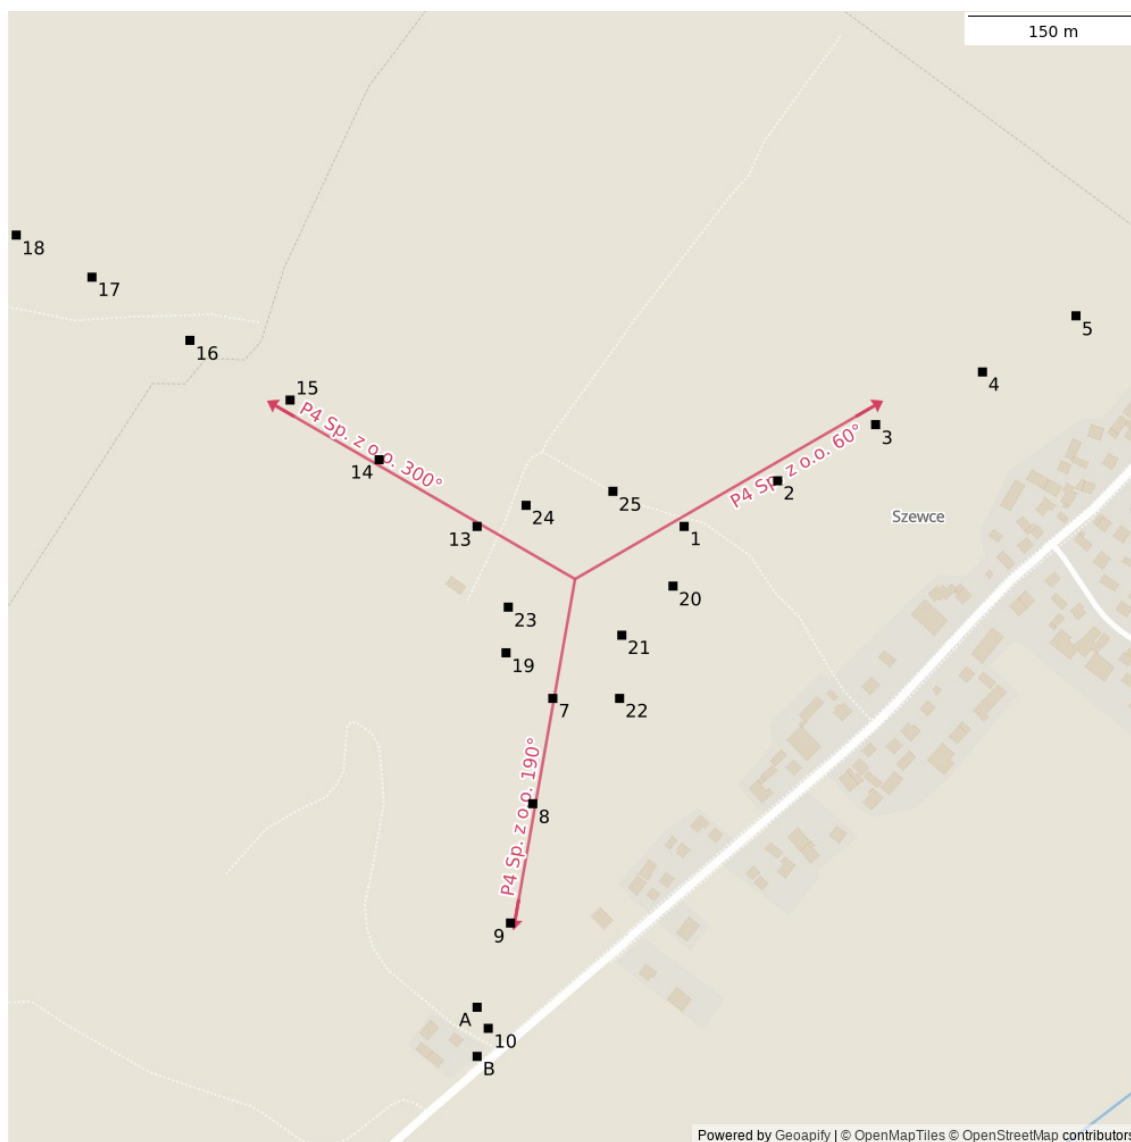 150 m
18
17
16
5
4
15
P4 Sp. z o.o. 300°
14
3
P4 Sp. z o.o. 60°
2
25
24
Szewce
13
1
20
23
21
19
7
22
P4 Sp. z o.o. 190°
8
9
A
10
B
Powered by Geoapify | © OpenMapTiles © OpenStreetMap contributors